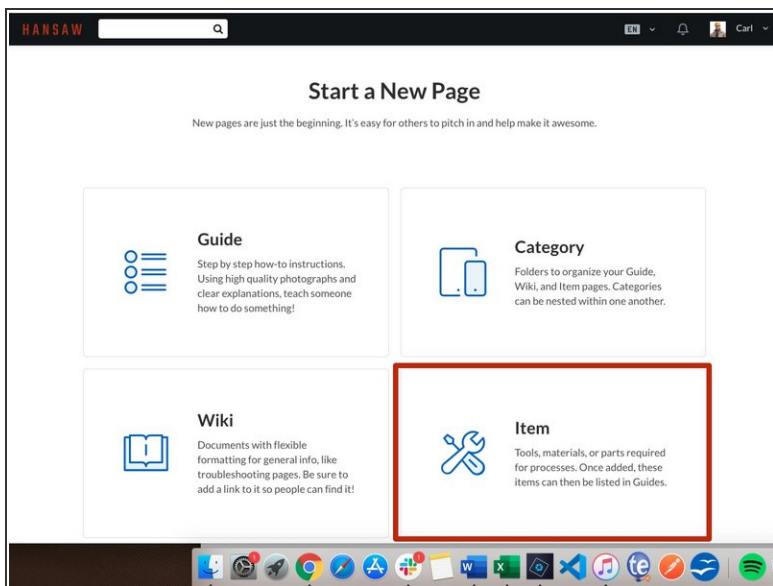 HANSAW
EN
Carl
Start a New Page
New pages are just the beginning. It's easy for others to pitch in and help make it awesome.
Guide
Step by step how-to instructions.
Using high quality photographs and
clear explanations, teach someone
how to do something!
Category
Folders to organize your Guide,
Wiki, and Item pages. Categories
can be nested within one another.
Wiki
Documents with flexible
formatting for general info, like
troubleshooting pages. Be sure to
add a link to it so people can find it!
Item
Tools, materials, or parts required
for processes. Once added, these
items can then be listed in Guides.